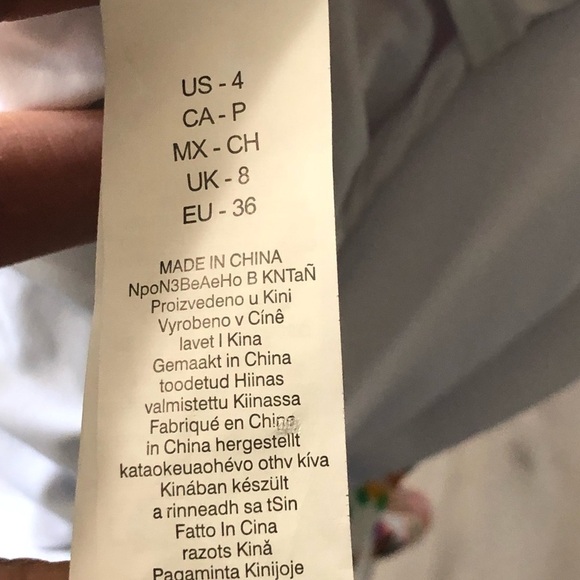 US - 4
CA - P
MX - CH
UK - 8
EU - 36
MADE IN CHINA
NpoN3BeAeHo B KNTaÑ
Proizvedeno u Kini
Vyrobeno v Cínê
lavet I Kina
Gemaakt in China
toodetud Hiinas
valmistettu Kiinassa
Fabriqué en Chine
in China hergestellt
kataokeuaohévo othv kíva
Kinában készült
a rinneadh sa tSin
Fatto In Cina
razots Kină
Pagaminta Kinijoje